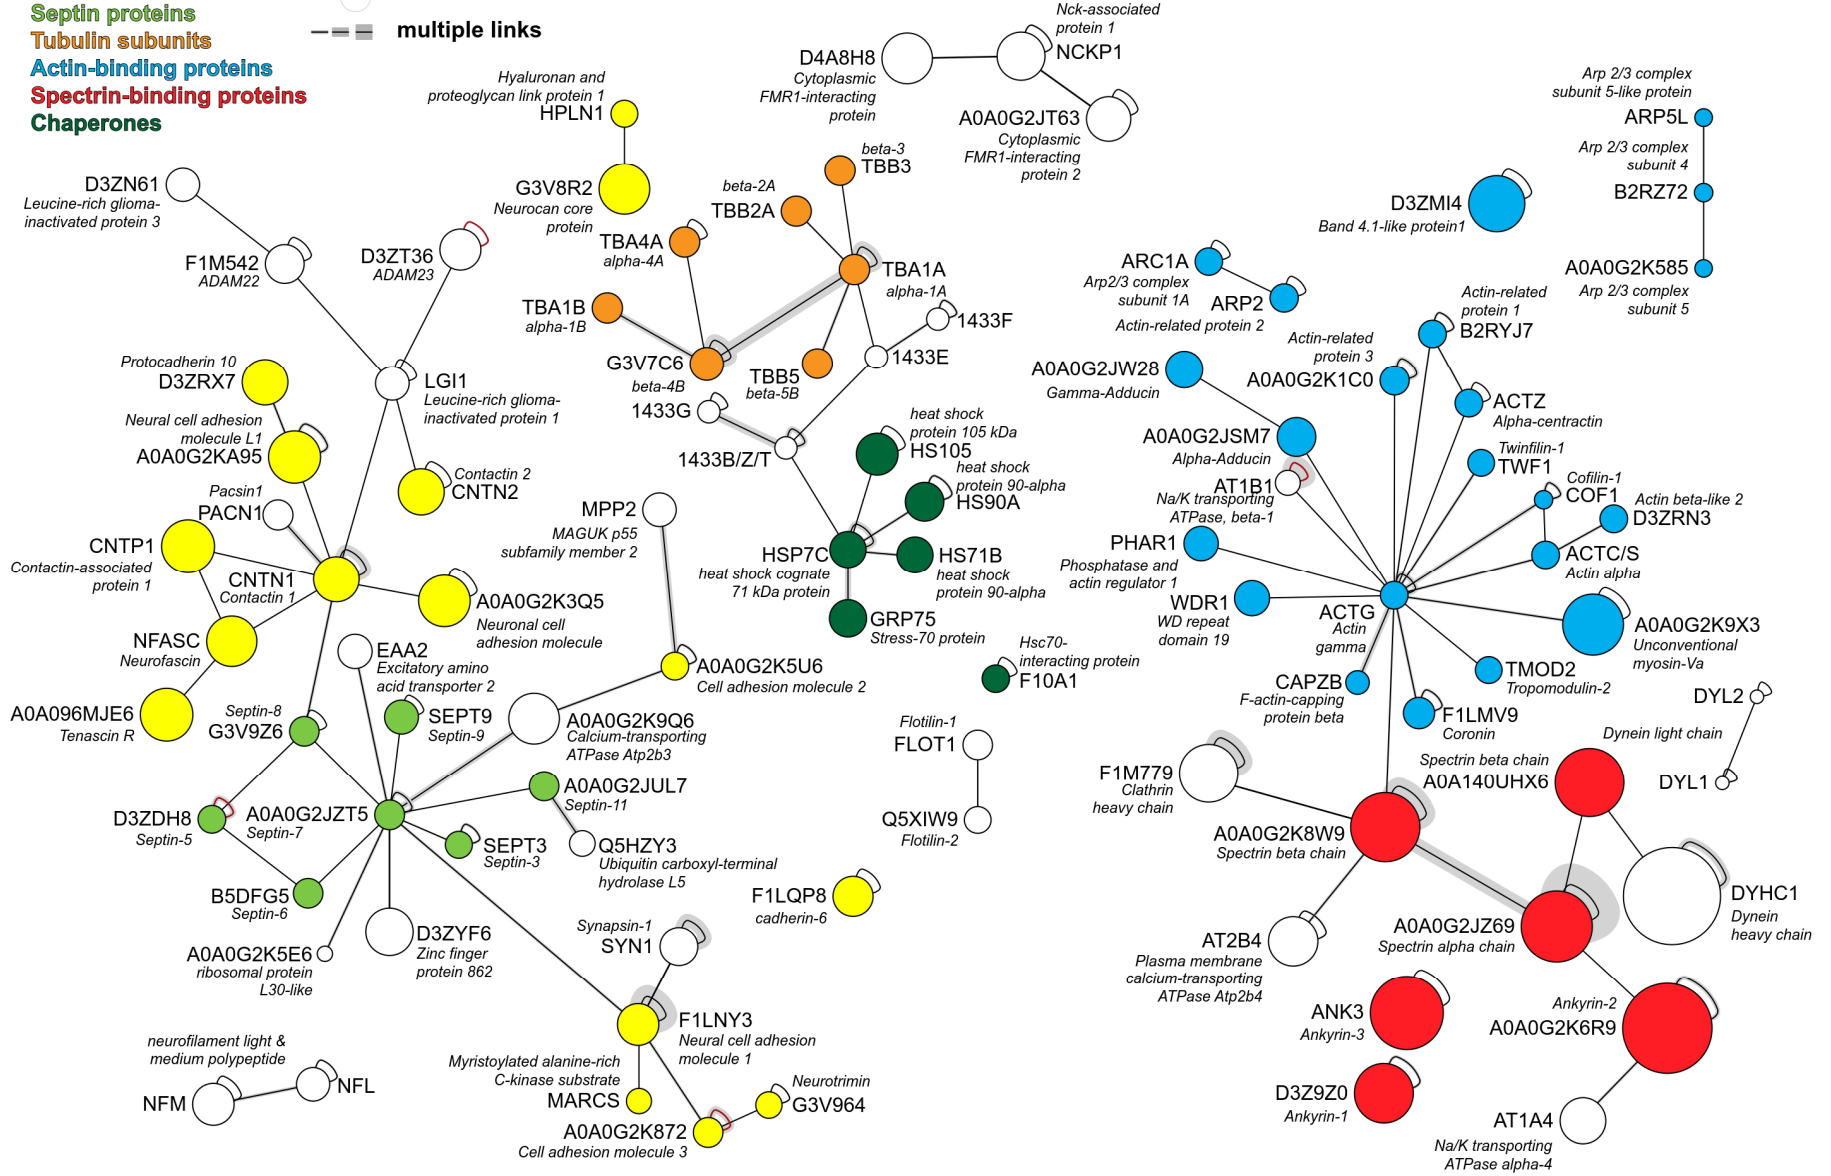 Septin proteins
Tubulin subunits
Actin-binding proteins
Spectrin-binding proteins
Chaperones
multiple links
Nck-associated
protein 1
NCKP1
D4A8H8
Cytoplasmic
FMR1-interacting
protein
A0A0G2JT63
Cytoplasmic
FMR1-interacting
protein 2
Hyaluronan and
proteoglycan link protein 1
HPLN1
G3V8R2
Neurocan core
protein
D3ZN61
Leucine-rich glioma-
inactivated protein 3
F1M542
ADAM22
D3ZT36
ADAM23
LGI1
Leucine-rich glioma-
inactivated protein 1
Contactin 2
CNTN2
Protocadherin 10
D3ZRX7
Neural cell adhesion
molecule L1
A0A0G2KA95
Pacsin1
PACN1
CNTP1
Contactin-associated
protein 1
CNTN1
Contactin 1
A0A0G2K3Q5
Neuronal cell
adhesion molecule
NFASC
Neurofascin
A0A096MJE6
Tenascin R
beta-3
TBB3
beta-2A
TBB2A
TBA4A
alpha-4A
TBA1A
alpha-1A
TBA1B
alpha-1B
G3V7C6
beta-4B
TBB5
beta-5B
1433F
1433E
1433G
1433B/Z/T
heat shock
protein 105 kDa
HS105
heat shock
protein 90-alpha
HS90A
HSP7C
heat shock cognate
71 kDa protein
HS71B
heat shock
protein 90-alpha
GRP75
Stress-70 protein
Hsc70-
interacting protein
F10A1
MPP2
MAGUK p55
subfamily member 2
A0A0G2K5U6
Cell adhesion molecule 2
EAA2
Excitatory amino
acid transporter 2
Septin-8
G3V9Z6
SEPT9
Septin-9
A0A0G2K9Q6
Calcium-transporting
ATPase Atp2b3
D3ZDH8
Septin-5
A0A0G2JZT5
Septin-7
A0A0G2JUL7
Septin-11
SEPT3
Septin-3
Q5HZY3
Ubiquitin carboxyl-terminal
hydrolase L5
B5DFG5
Septin-6
A0A0G2K5E6
ribosomal protein
L30-like
D3ZYF6
Zinc finger
protein 862
Flotilin-1
FLOT1
Q5XIW9
Flotilin-2
F1LQP8
cadherin-6
Synapsin-1
SYN1
F1LNY3
Neural cell adhesion
molecule 1
Myristoylated alanine-rich
C-kinase substrate
MARCS
Neurotrimin
G3V964
A0A0G2K872
Cell adhesion molecule 3
neurofilament light &
medium polypeptide
NFM
NFL
Arp 2/3 complex
subunit 5-like protein
ARP5L
Arp 2/3 complex
subunit 4
B2RZ72
A0A0G2K585
Arp 2/3 complex
subunit 5
D3ZMI4
Band 4.1-like protein1
ARC1A
Arp2/3 complex
subunit 1A
ARP2
Actin-related protein 2
Actin-related
protein 1
B2RYJ7
Actin-related
protein 3
A0A0G2K1C0
A0A0G2JW28
Gamma-Adducin
ACTZ
Alpha-centractin
A0A0G2JSM7
Alpha-Adducin
Twinfilin-1
TWF1
AT1B1
Na/K transporting
ATPase, beta-1
Cofilin-1
COF1
Actin beta-like 2
D3ZRN3
PHAR1
Phosphatase and
actin regulator 1
ACTC/S
Actin alpha
WDR1
WD repeat
domain 19
ACTG
Actin
gamma
A0A0G2K9X3
Unconventional
myosin-Va
CAPZB
F-actin-capping
protein beta
TMOD2
Tropomodulin-2
F1LMV9
Coronin
DYL2
Dynein light chain
DYL1
F1M779
Clathrin
heavy chain
Spectrin beta chain
A0A140UHX6
A0A0G2K8W9
Spectrin beta chain
DYHC1
Dynein
heavy chain
A0A0G2JZ69
Spectrin alpha chain
AT2B4
Plasma membrane
calcium-transporting
ATPase Atp2b4
ANK3
Ankyrin-3
Ankyrin-2
A0A0G2K6R9
D3Z9Z0
Ankyrin-1
AT1A4
Na/K transporting
ATPase alpha-4